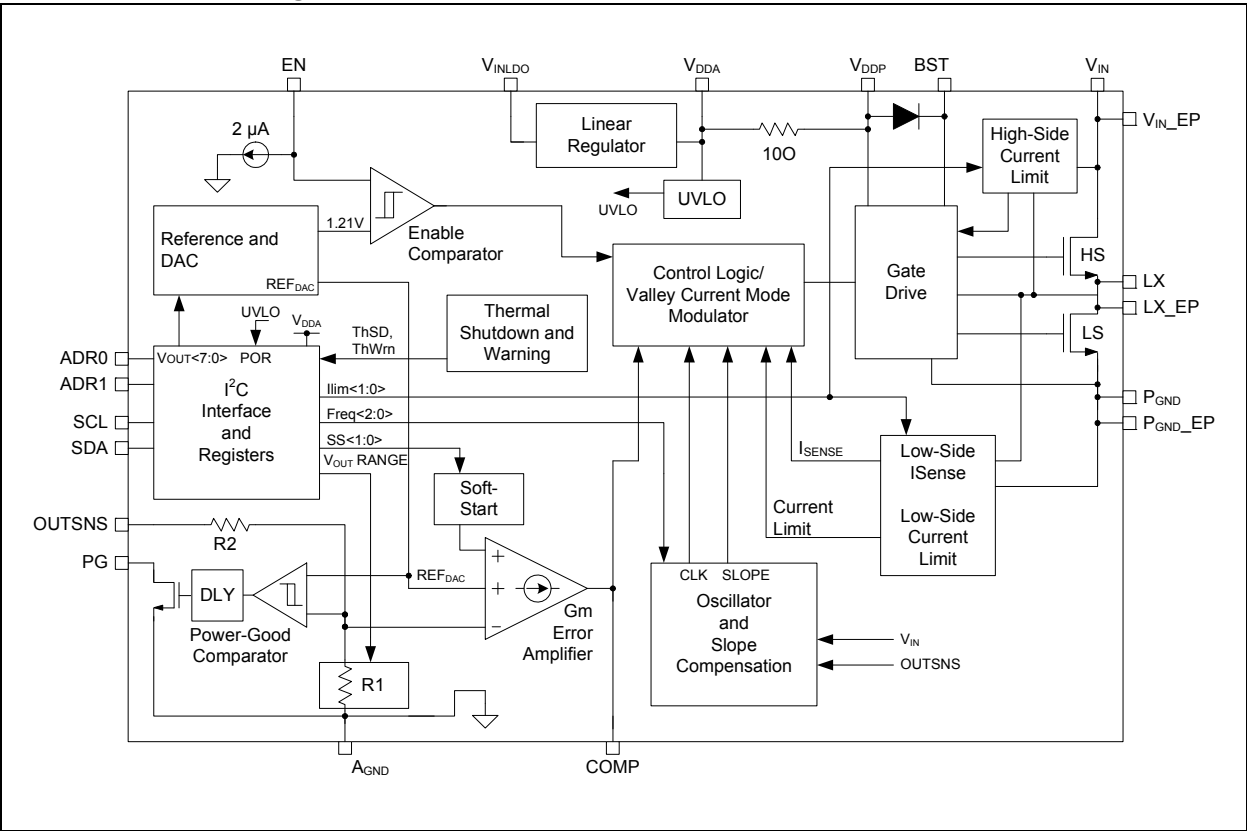 EN
VINLDO
VDDA
VDDP
BST
VIN
2 µA
Linear
Regulator
10O
High-Side
Current
Limit
VIN_EP
UVLO
UVLO
1.21V
Enable
Comparator
Reference and
DAC
REFDAC
Control Logic/
Valley Current Mode
Modulator
Gate
Drive
HS
LX
LX_EP
LS
Thermal
Shutdown and
Warning
ThSD,
ThWrn
UVLO
VDDA
ADR0
ADR1
SCL
SDA
VOUT<7:0>
POR
I2C
Interface
and
Registers
Ilim<1:0>
Freq<2:0>
SS<1:0>
VOUT RANGE
PGND
PGND_EP
ISENSE
Low-Side
ISense
Low-Side
Current
Limit
Current
Limit
Soft-
Start
OUTSNS
R2
PG
DLY
Power-Good
Comparator
REFDAC
+
+
−
Gm
Error
Amplifier
CLK
SLOPE
Oscillator
and
Slope
Compensation
VIN
OUTSNS
R1
AGND
COMP